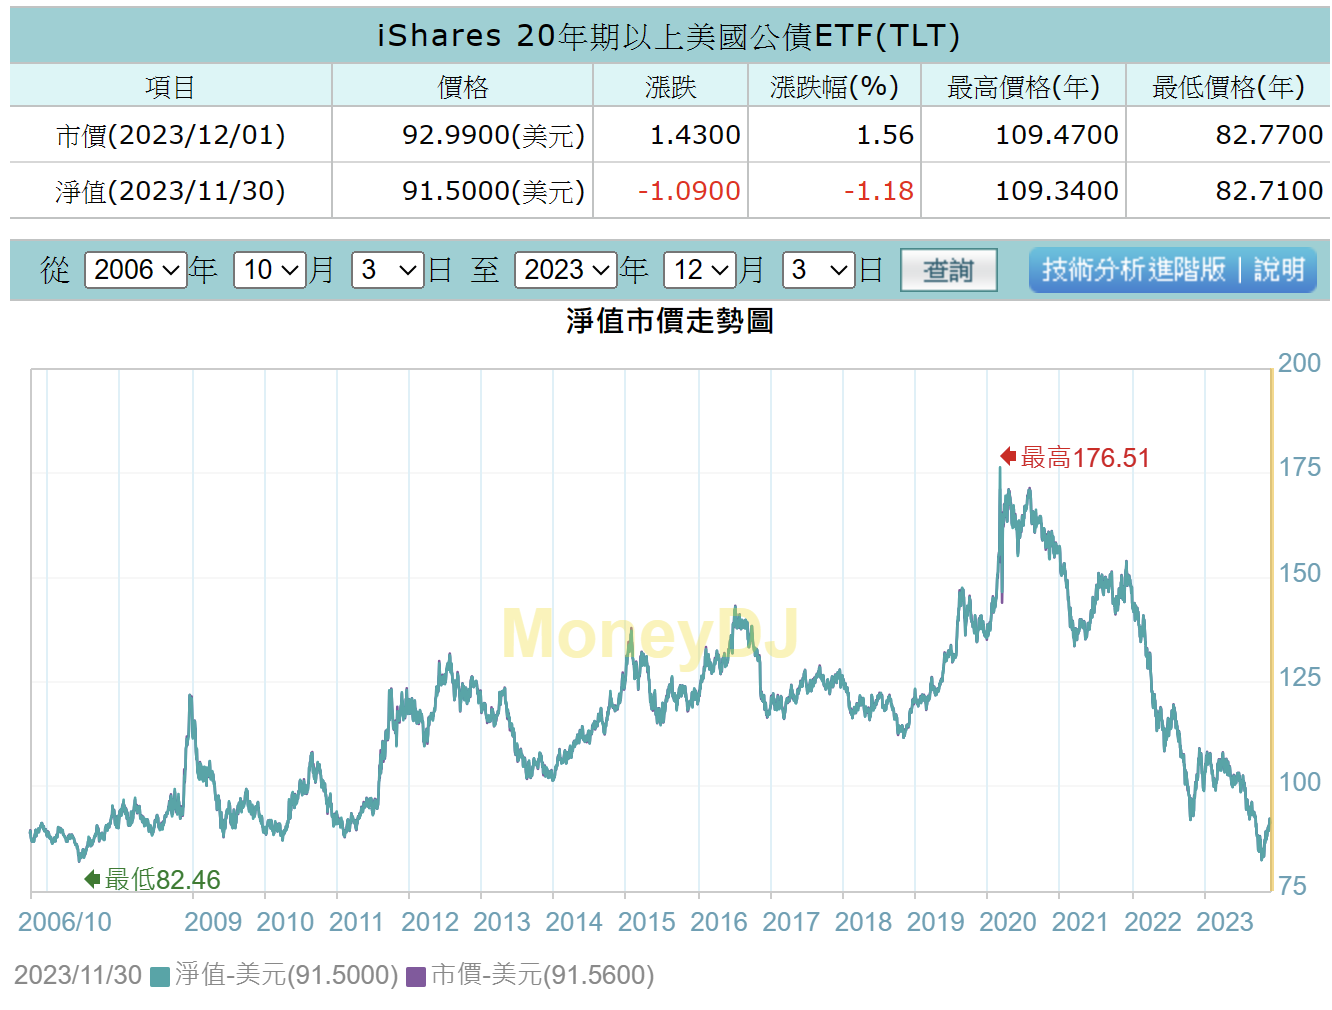 iShares 20年期以上美國公債ETF(TLT)
項目 價格 漲跌 漲跌幅(%) 最高價格(年) 最低價格(年)
市價(2023/12/01) 92.9900(美元) 1.4300 1.56 109.4700 82.7700
淨值(2023/11/30) 91.5000(美元) -1.0900 -1.18 109.3400 82.7100
從 2006 年 10 月 3 日 至 2023 年 12 月 3 日 查詢 技術分析進階版｜說明
淨值市價走勢圖
200
最高176.51
175
150
MoneyDJ
125
100
最低82.46
75
2006/10 2009 2010 2011 2012 2013 2014 2015 2016 2017 2018 2019 2020 2021 2022 2023
2023/11/30 淨值-美元(91.5000) 市價-美元(91.5600)